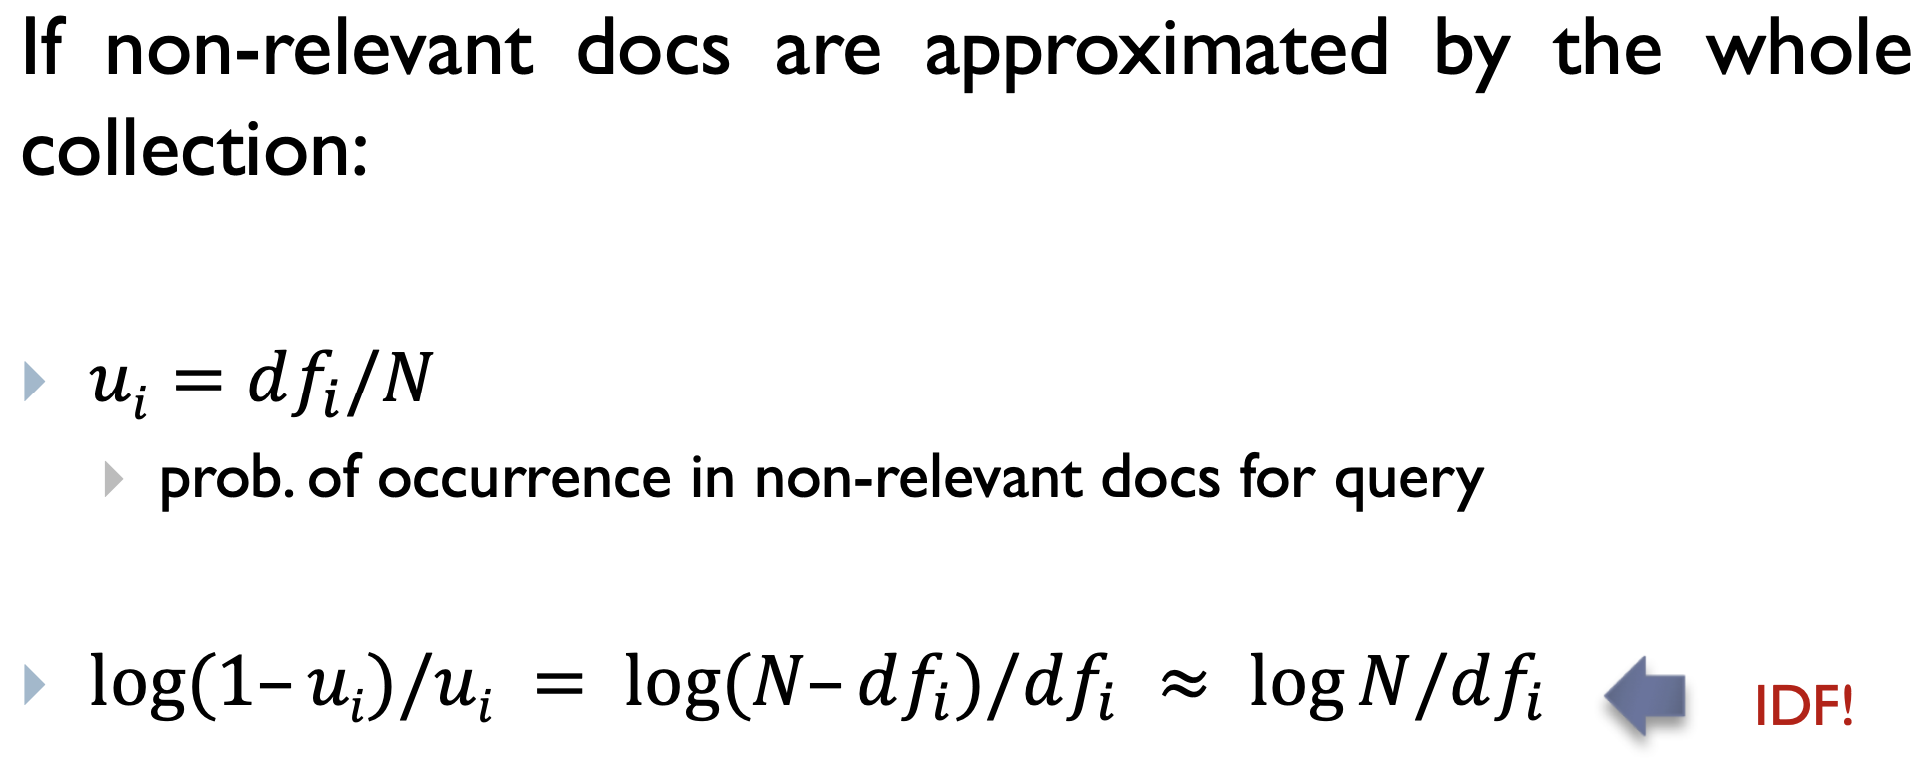 If non-relevant docs are approximated by the whole
collection:
u_i = df_i/N
prob. of occurrence in non-relevant docs for query
log(1– u_i)/u_i = log(N– df_i)/df_i ≈ log N/df_i IDF!